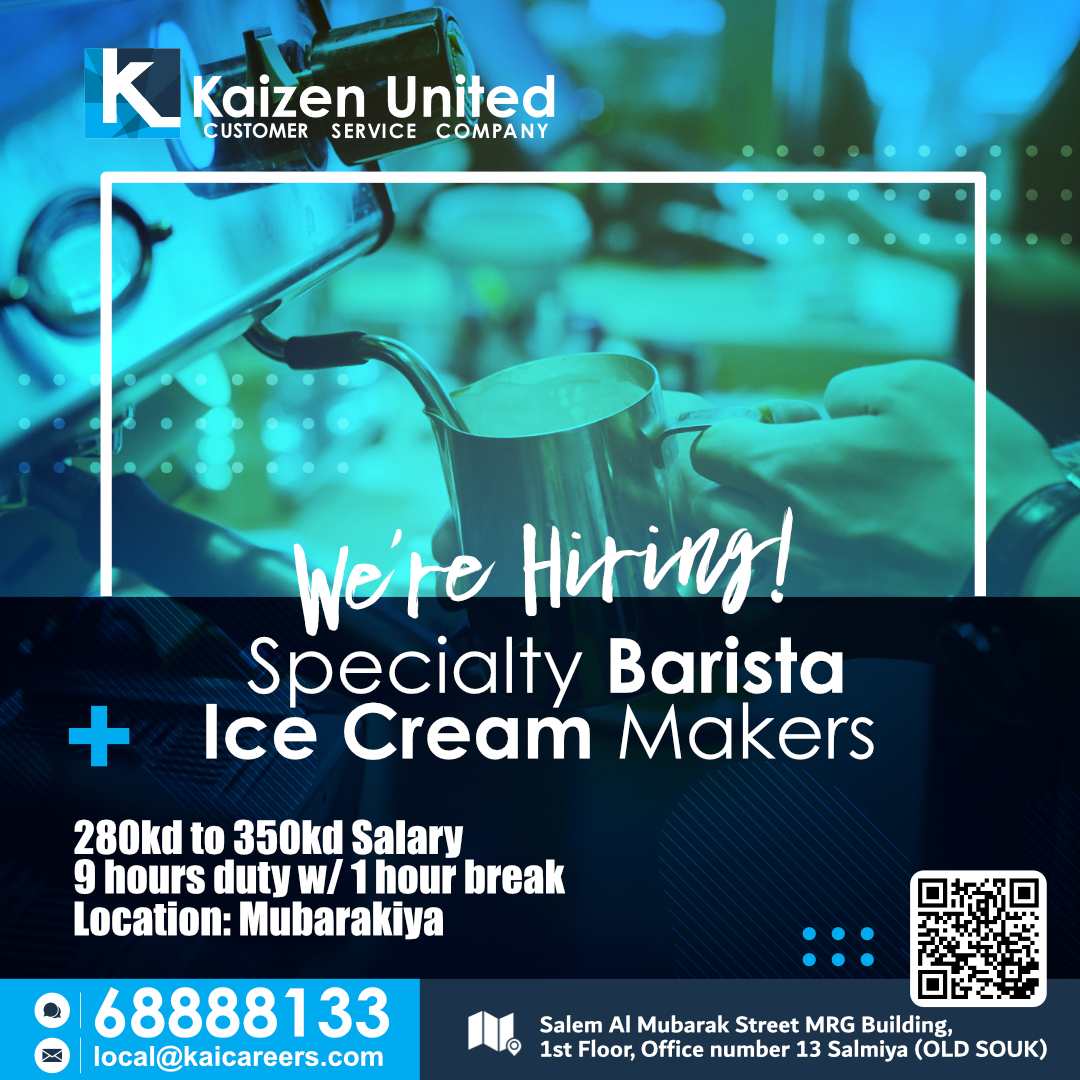 K Kaizen United
CUSTOMER SERVICE COMPANY
We're Hiring!
Specialty Barista
+ Ice Cream Makers
280kd to 350kd Salary
9 hours duty w/ 1 hour break
Location: Mubarakiya
68888133
local@kaicareers.com
Salem Al Mubarak Street MRG Building,
1st Floor, Office number 13 Salmiya (OLD SOUK)